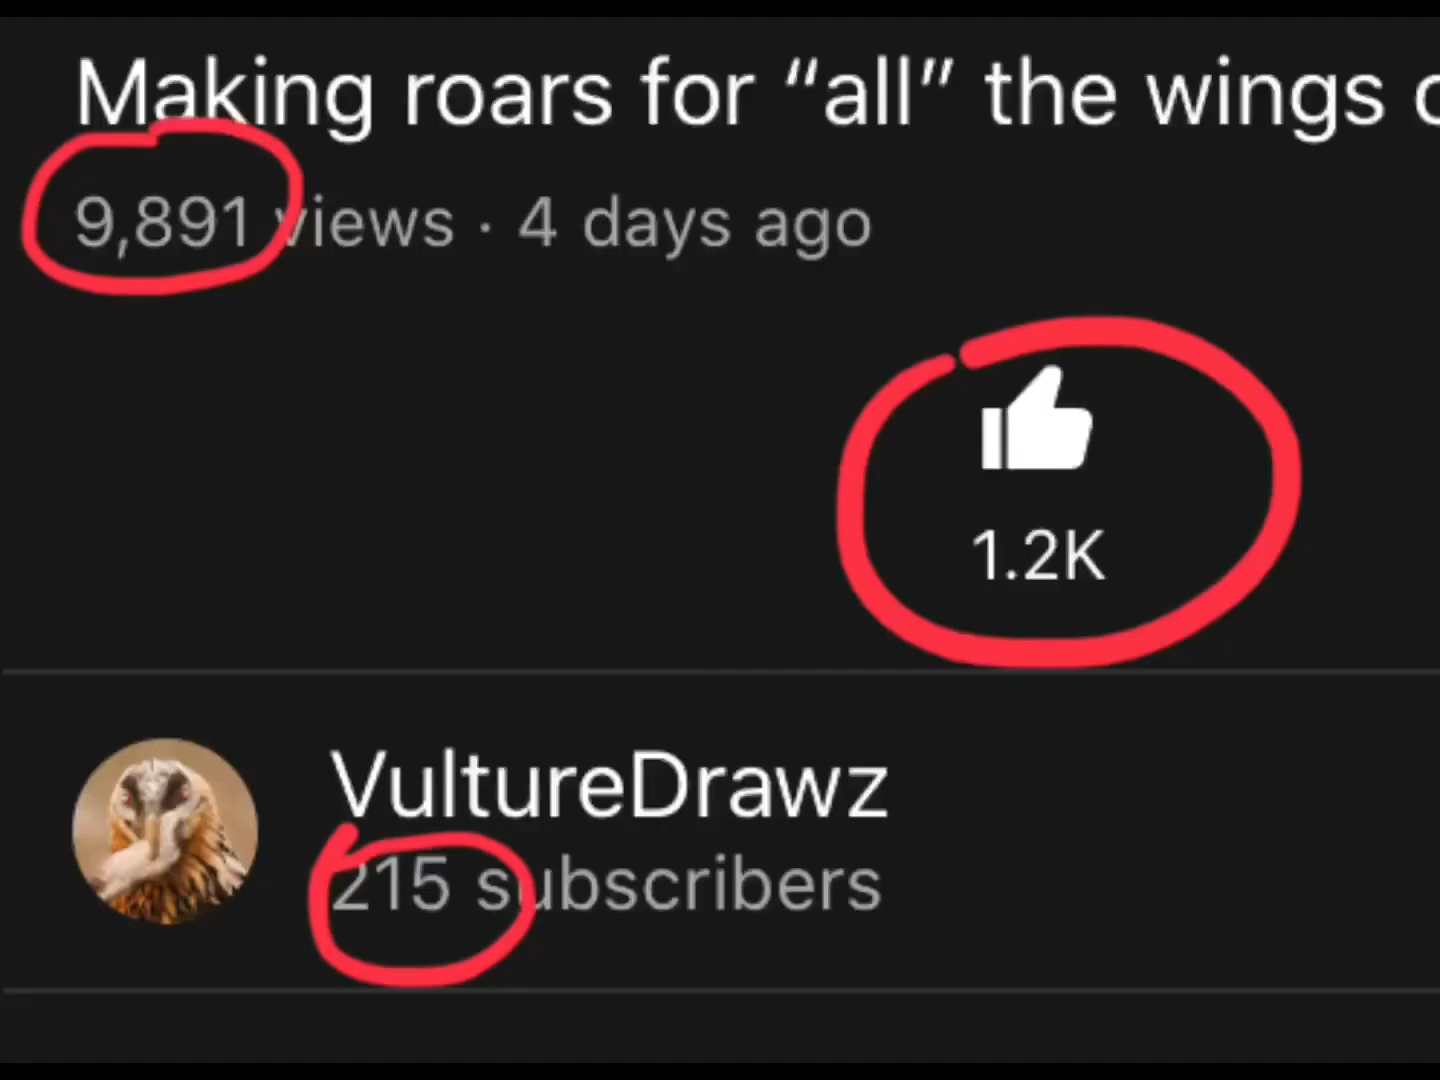 Making roars for “all” the wings
9,891 views · 4 days ago
1.2K
VultureDrawz
215 subscribers